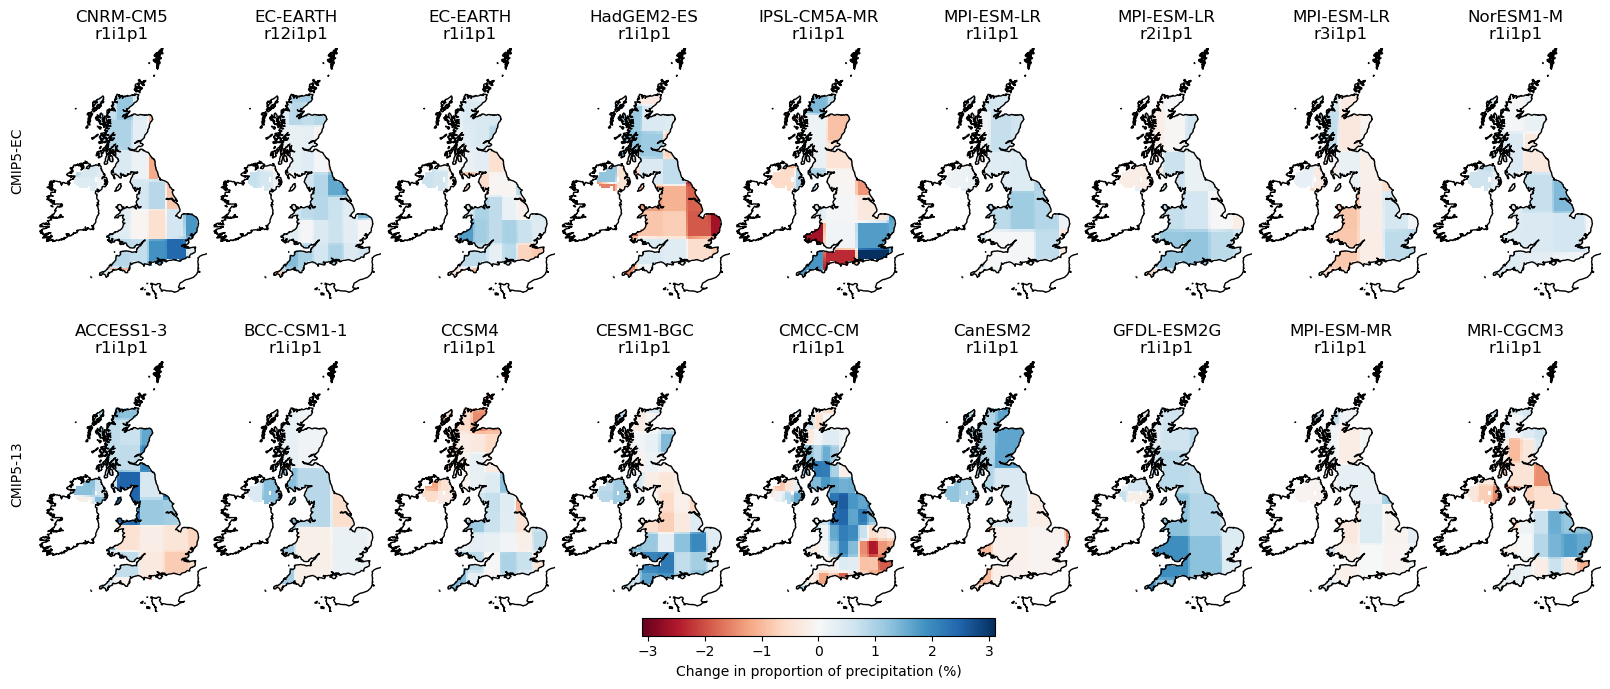 CNRM-CM5 EC-EARTH EC-EARTH HadGEM2-ES IPSL-CM5A-MR MPI-ESM-LR MPI-ESM-LR MPI-ESM-LR NorESM1-M
r1i1p1 r12i1p1 r1i1p1 r1i1p1 r1i1p1 r1i1p1 r2i1p1 r3i1p1 r1i1p1
CMIP5-EC
ACCESS1-3 BCC-CSM1-1 CCSM4 CESM1-BGC CMCC-CM CanESM2 GFDL-ESM2G MPI-ESM-MR MRI-CGCM3
r1i1p1 r1i1p1 r1i1p1 r1i1p1 r1i1p1 r1i1p1 r1i1p1 r1i1p1 r1i1p1
CMIP5-13
−3 −2 −1 0 1 2 3
Change in proportion of precipitation (%)